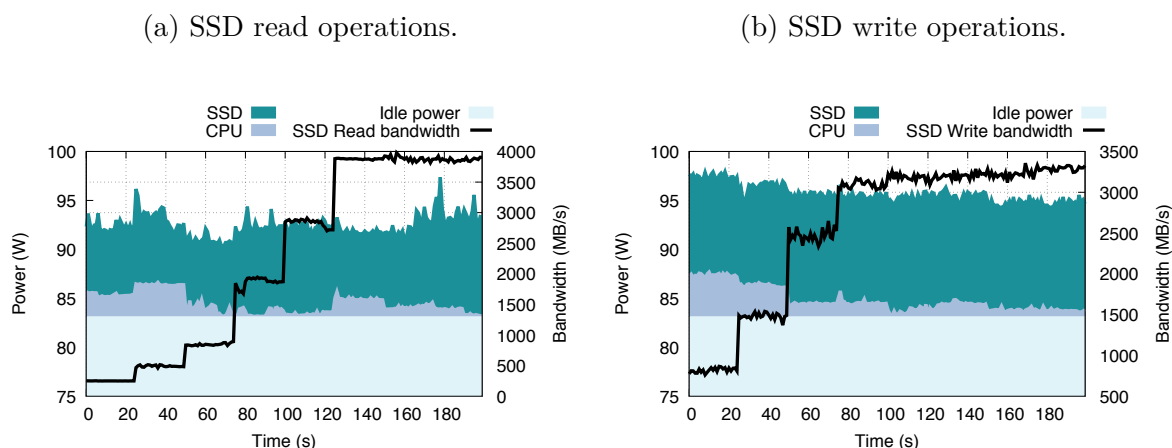 (a) SSD read operations.
SSD
Idle power
CPU
SSD Read bandwidth
100
95
90
85
80
75
4000
3500
3000
2500
2000
1500
1000
500
0
Power (W)
Bandwidth (MB/s)
0 20 40 60 80 100 120 140 160 180
Time (s)
(b) SSD write operations.
SSD
Idle power
CPU
SSD Write bandwidth
100
95
90
85
80
75
3500
3000
2500
2000
1500
1000
500
Power (W)
Bandwidth (MB/s)
0 20 40 60 80 100 120 140 160 180
Time (s)